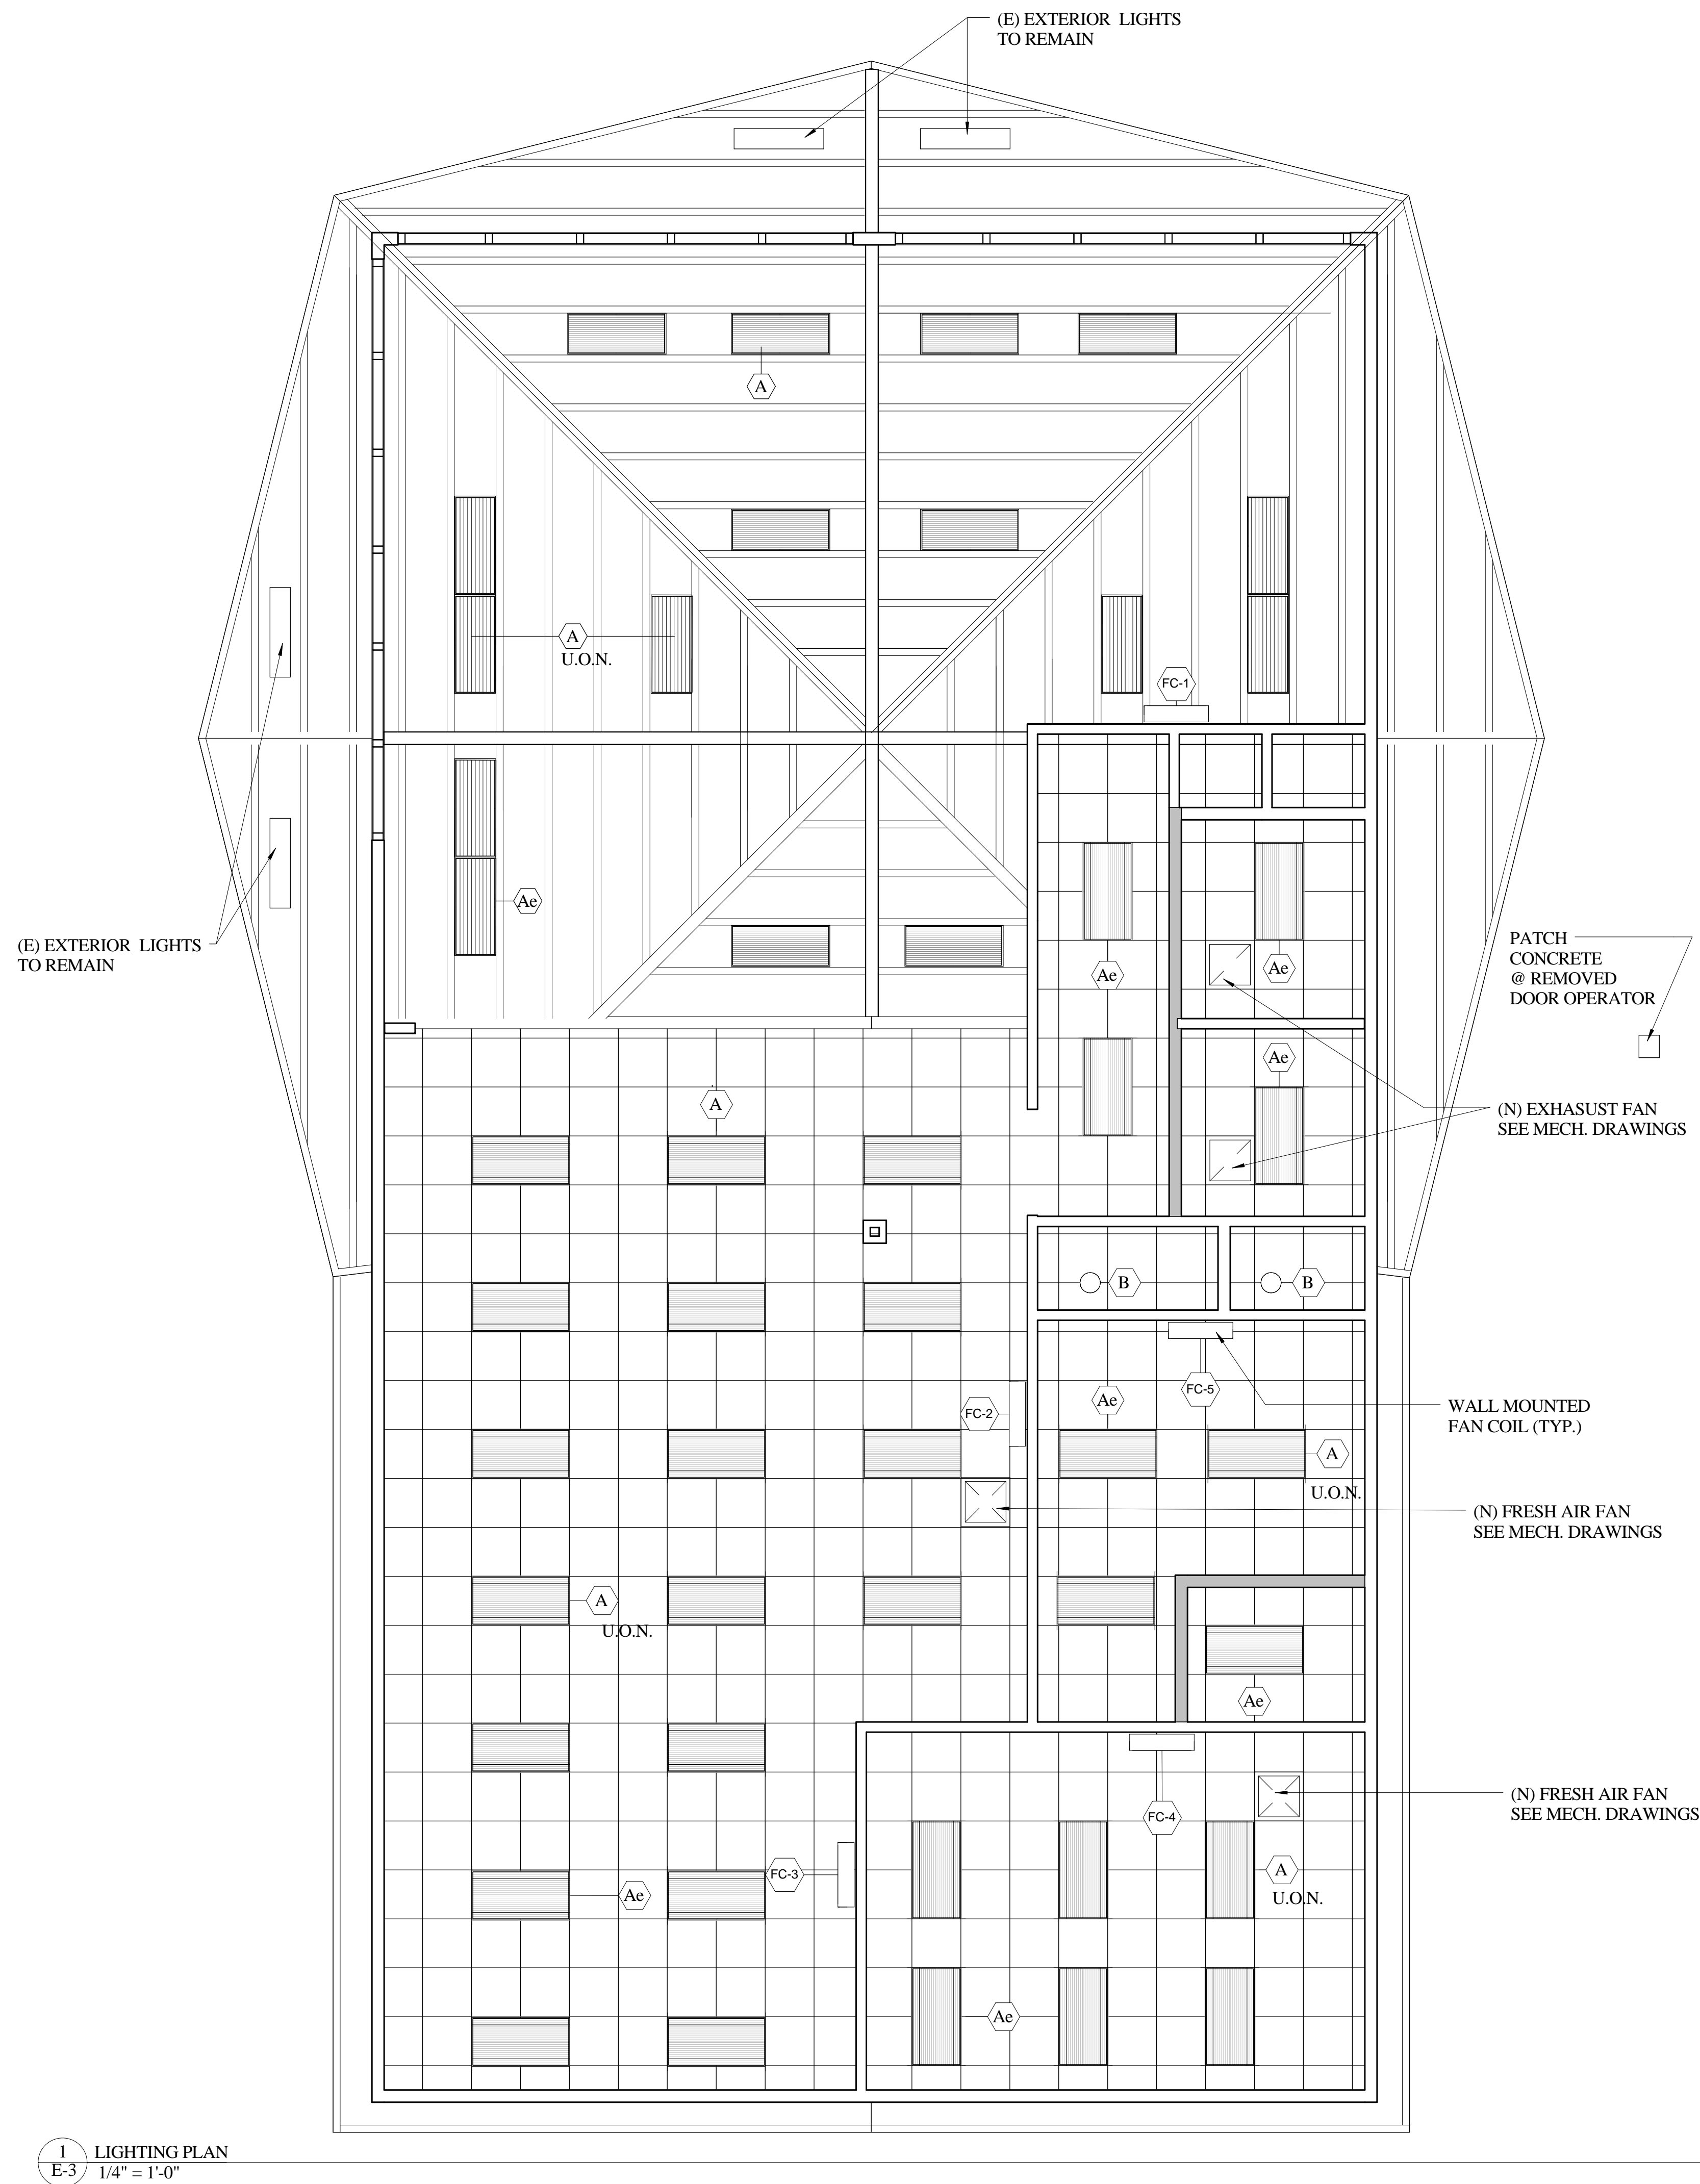 (E) EXTERIOR LIGHTS
TO REMAIN
A
A
U.O.N.
FC-1
Ae
(E) EXTERIOR LIGHTS
TO REMAIN
PATCH
CONCRETE
@ REMOVED
DOOR OPERATOR
Ae
Ae
Ae
A
(N) EXHASUST FAN
SEE MECH. DRAWINGS
B
B
FC-5
Ae
FC-2
WALL MOUNTED
FAN COIL (TYP.)
A
U.O.N.
(N) FRESH AIR FAN
SEE MECH. DRAWINGS
A
U.O.N.
Ae
(N) FRESH AIR FAN
SEE MECH. DRAWINGS
FC-4
FC-3
A
U.O.N.
Ae
Ae
1
E-3
LIGHTING PLAN
1/4" = 1'-0"